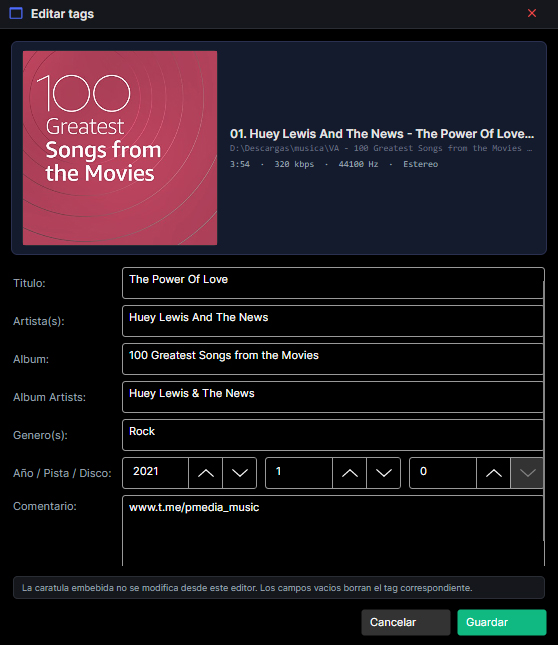 Editar tags
100
Greatest
Songs from
the Movies
01. Huey Lewis And The News - The Power Of Love...
D:\Descargas\musica\VA - 100 Greatest Songs from the Movies …
3:54 · 320 kbps · 44100 Hz · Estereo
Titulo:
The Power Of Love
Artista(s):
Huey Lewis And The News
Album:
100 Greatest Songs from the Movies
Album Artists:
Huey Lewis & The News
Genero(s):
Rock
Año / Pista / Disco:
2021
1
0
Comentario:
www.t.me/pmedia_music
La caratula embebida no se modifica desde este editor. Los campos vacios borran el tag correspondiente.
Cancelar
Guardar